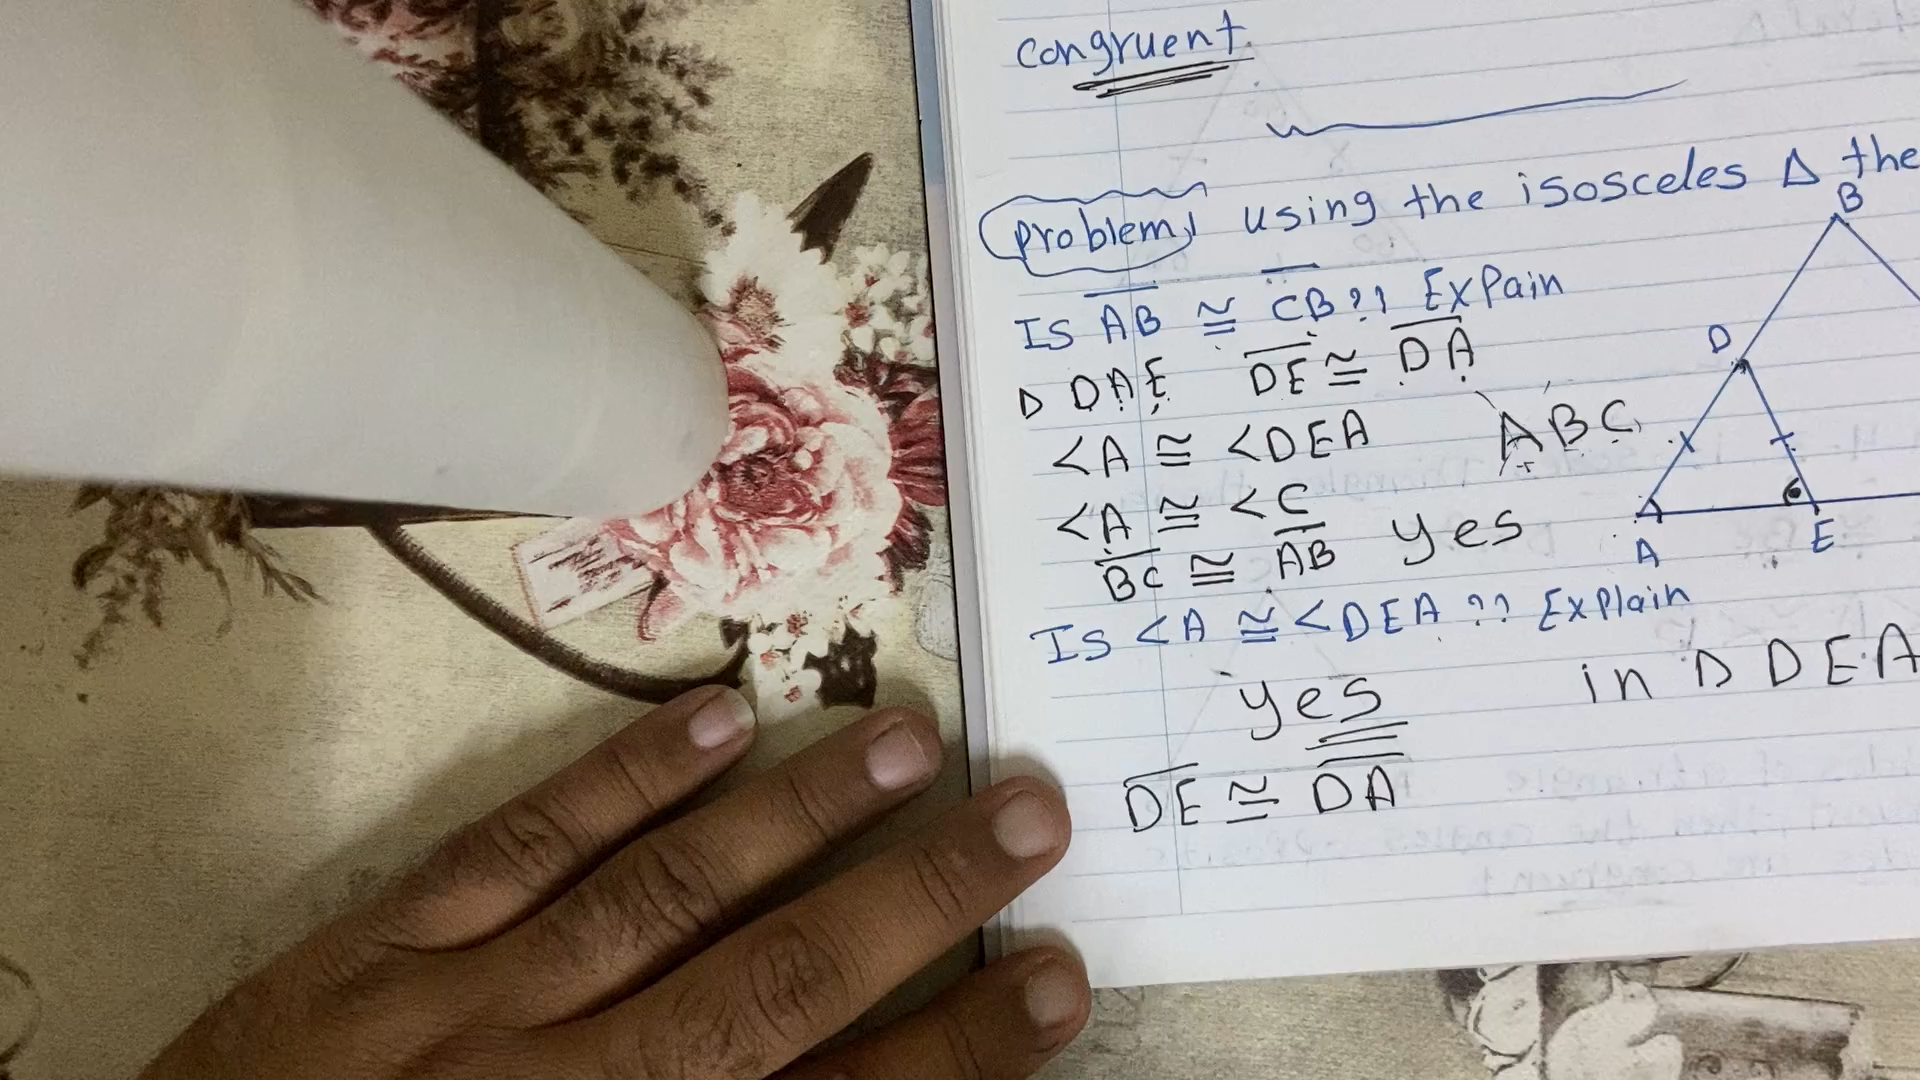 congruent.
problem, using the isosceles Δ the
Is AB ≅ CB?? Expain
Δ DAE DE ≅ DA
<A ≅ <DEA ABC
<A ≅ <C
BC ≅ AB yes
Is <A ≅ <DEA ?? Explain
yes in Δ DEA
DE ≅ DA
B
D
A E